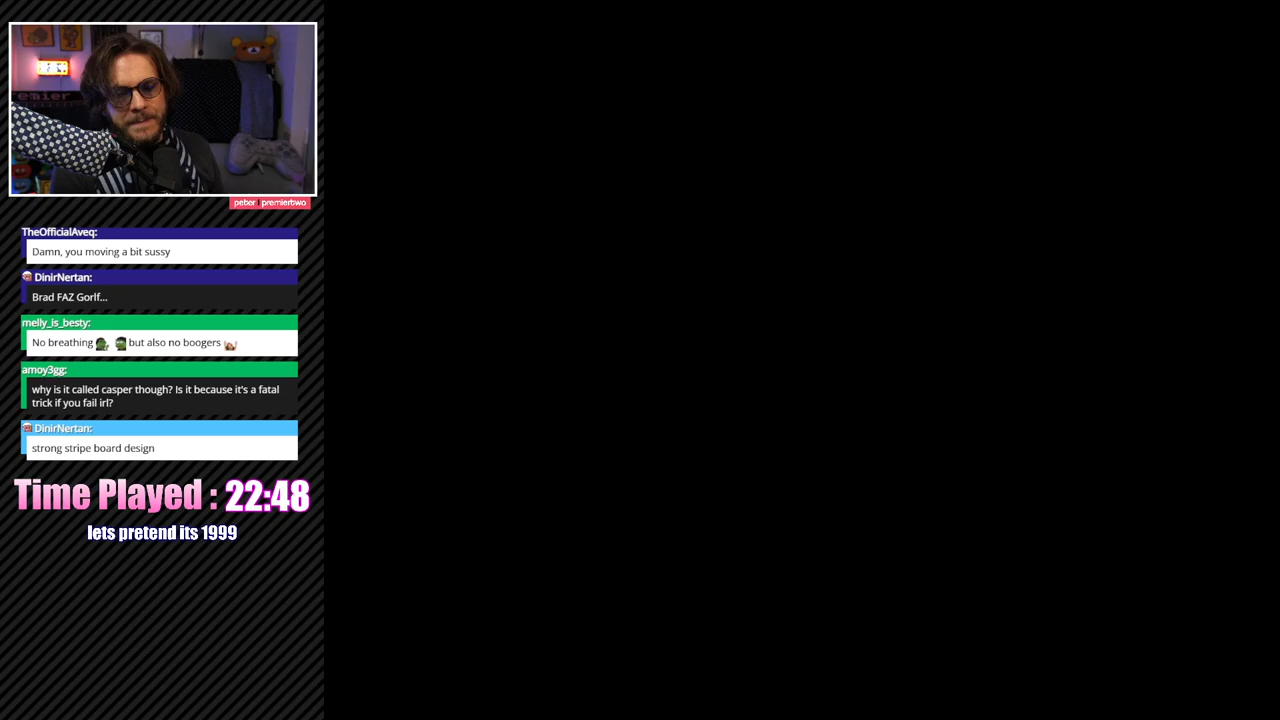 emier
peter | premiertwo
TheOfficialAveq:
Damn, you moving a bit sussy
DinirNertan:
Brad FAZ Gorlf...
melly_is_besty:
No breathing but also no boogers
amoy3gg:
why is it called casper though? Is it because it's a fatal
trick if you fail irl?
DinirNertan:
strong stripe board design
Time Played : 22:48
lets pretend its 1999